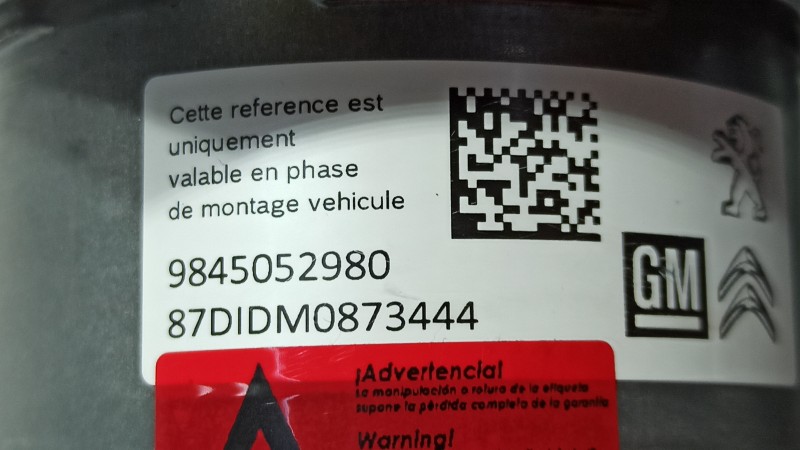 Cette reference est
uniquement
valable en phase
de montage vehicule
9845052980
87DIDM0873444
GM
¡Advertencia!
La manipulación o rotura de la etiqueta
supone la pérdida completa de la garantía
Warning!